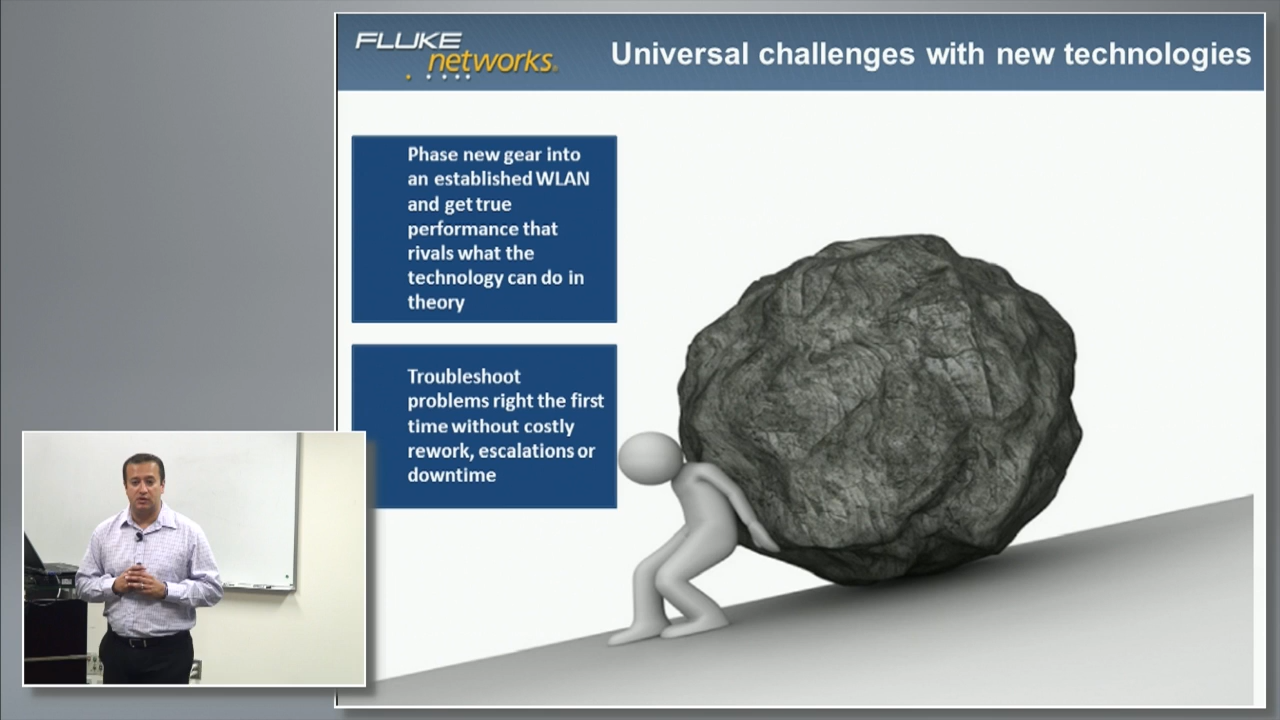 FLUKE
networks.
Universal challenges with new technologies
Phase new gear into
an established WLAN
and get true
performance that
rivals what the
technology can do in
theory
Troubleshoot
problems right the first
time without costly
rework, escalations or
downtime